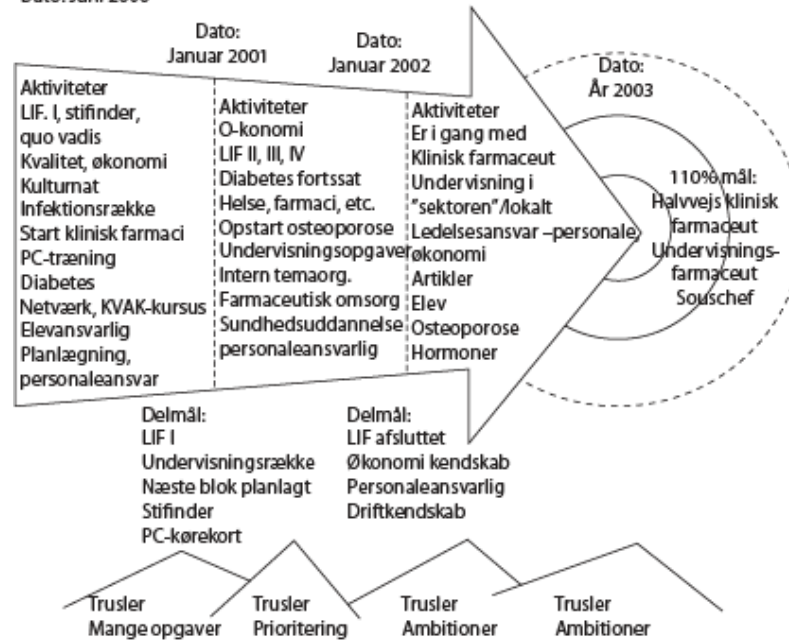 Dato:
Januar 2001
Dato:
Januar 2002
Dato:
År 2003
Aktiviteter
LIF. I, stifinder,
quo vadis
Kvalitet, økonomi
Kulturnat
Infektionsrække
Start klinisk farmaci
PC-træning
Diabetes
Netværk, KVAK-kursus
Elevansvarlig
Planlægning,
personaleansvar
Aktiviteter
O-konomi
LIF II, III, IV
Diabetes fortssat
Helse, farmaci, etc.
Opstart osteoporose
Undervisningsopgaver
Intern temaorg.
Farmaceutisk omsorg
Sundhedsuddannelse
personaleansvarlig
Aktiviteter
Er i gang med
Klinisk farmaceut
Undervisning i
"sektoren"/lokalt
Ledelsesansvar –personale,
økonomi
Artikler
Elev
Osteoporose
Hormoner
110% mål:
Halvvejs klinisk
farmaceut
Undervisnings-
farmaceut
Souschef
Delmål:
LIF I
Undervisningsrække
Næste blok planlagt
Stifinder
PC-kørekort
Delmål:
LIF afsluttet
Økonomi kendskab
Personaleansvarlig
Driftkendskab
Trusler
Mange opgaver
Trusler
Prioritering
Trusler
Ambitioner
Trusler
Ambitioner